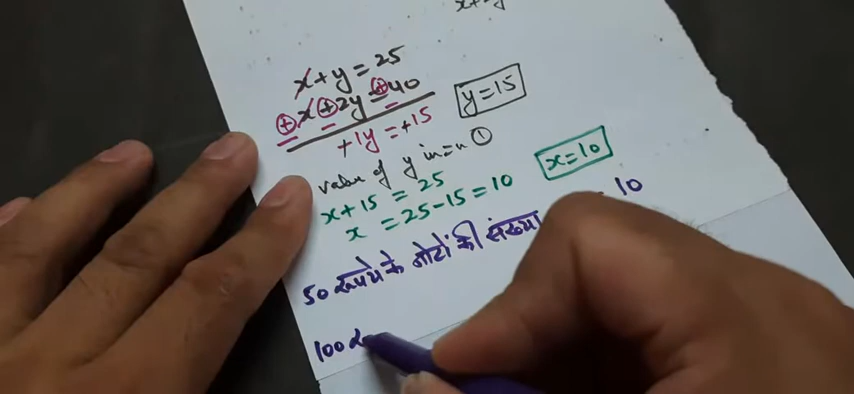 x+y=25
⊕x⊕2y=⊕40
+1y=+15
y=15
value of y in eqn ①
x+15=25
x=25-15=10
x=10
50 रूपये के नोटों की संख्या = 10
100 रू